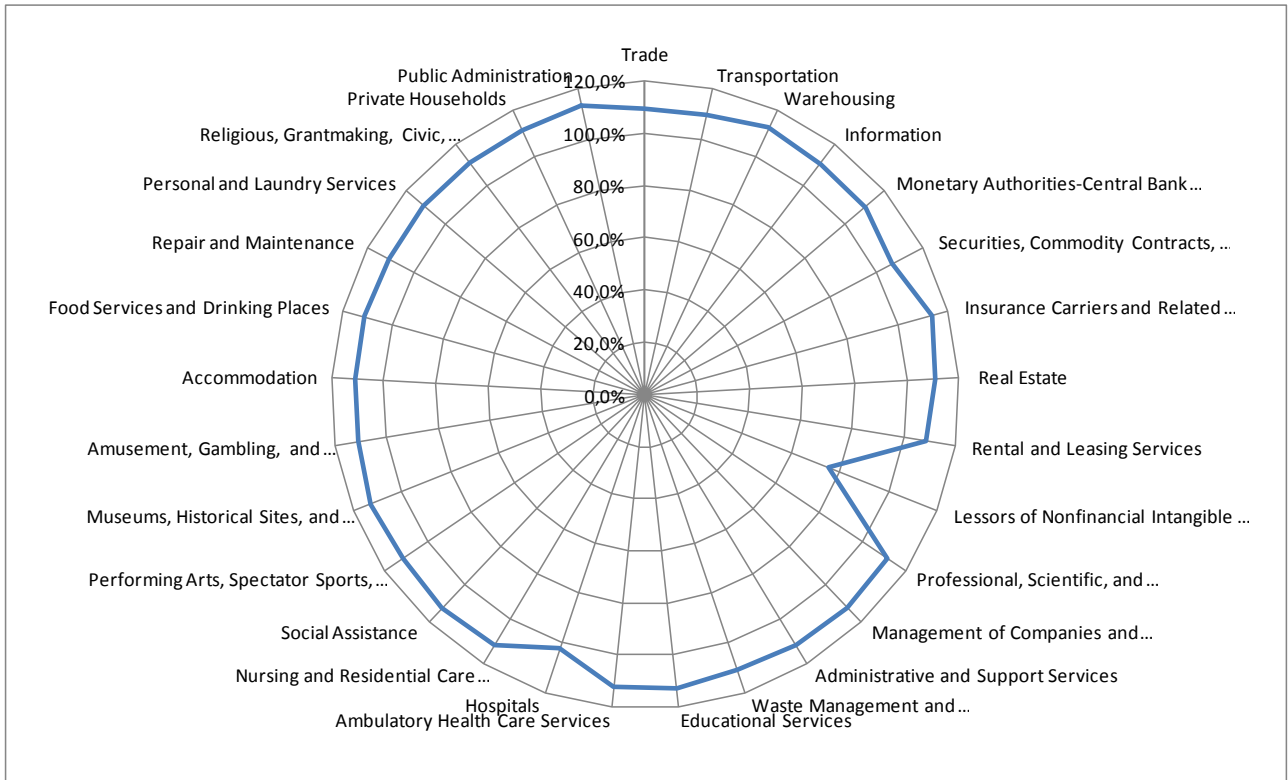 Trade
Transportation
Warehousing
Information
Monetary Authorities-Central Bank...
Securities, Commodity Contracts, ...
Insurance Carriers and Related ...
Real Estate
Rental and Leasing Services
Lessors of Nonfinancial Intangible ...
Professional, Scientific, and ...
Management of Companies and...
Administrative and Support Services
Waste Management and ...
Educational Services
Ambulatory Health Care Services
Hospitals
Nursing and Residential Care ...
Social Assistance
Performing Arts, Spectator Sports, ...
Museums, Historical Sites, and ...
Amusement, Gambling, and ...
Accommodation
Food Services and Drinking Places
Repair and Maintenance
Personal and Laundry Services
Religious, Grantmaking, Civic, ...
Private Households
Public Administration
120,0%
100,0%
80,0%
60,0%
40,0%
20,0%
0,0%